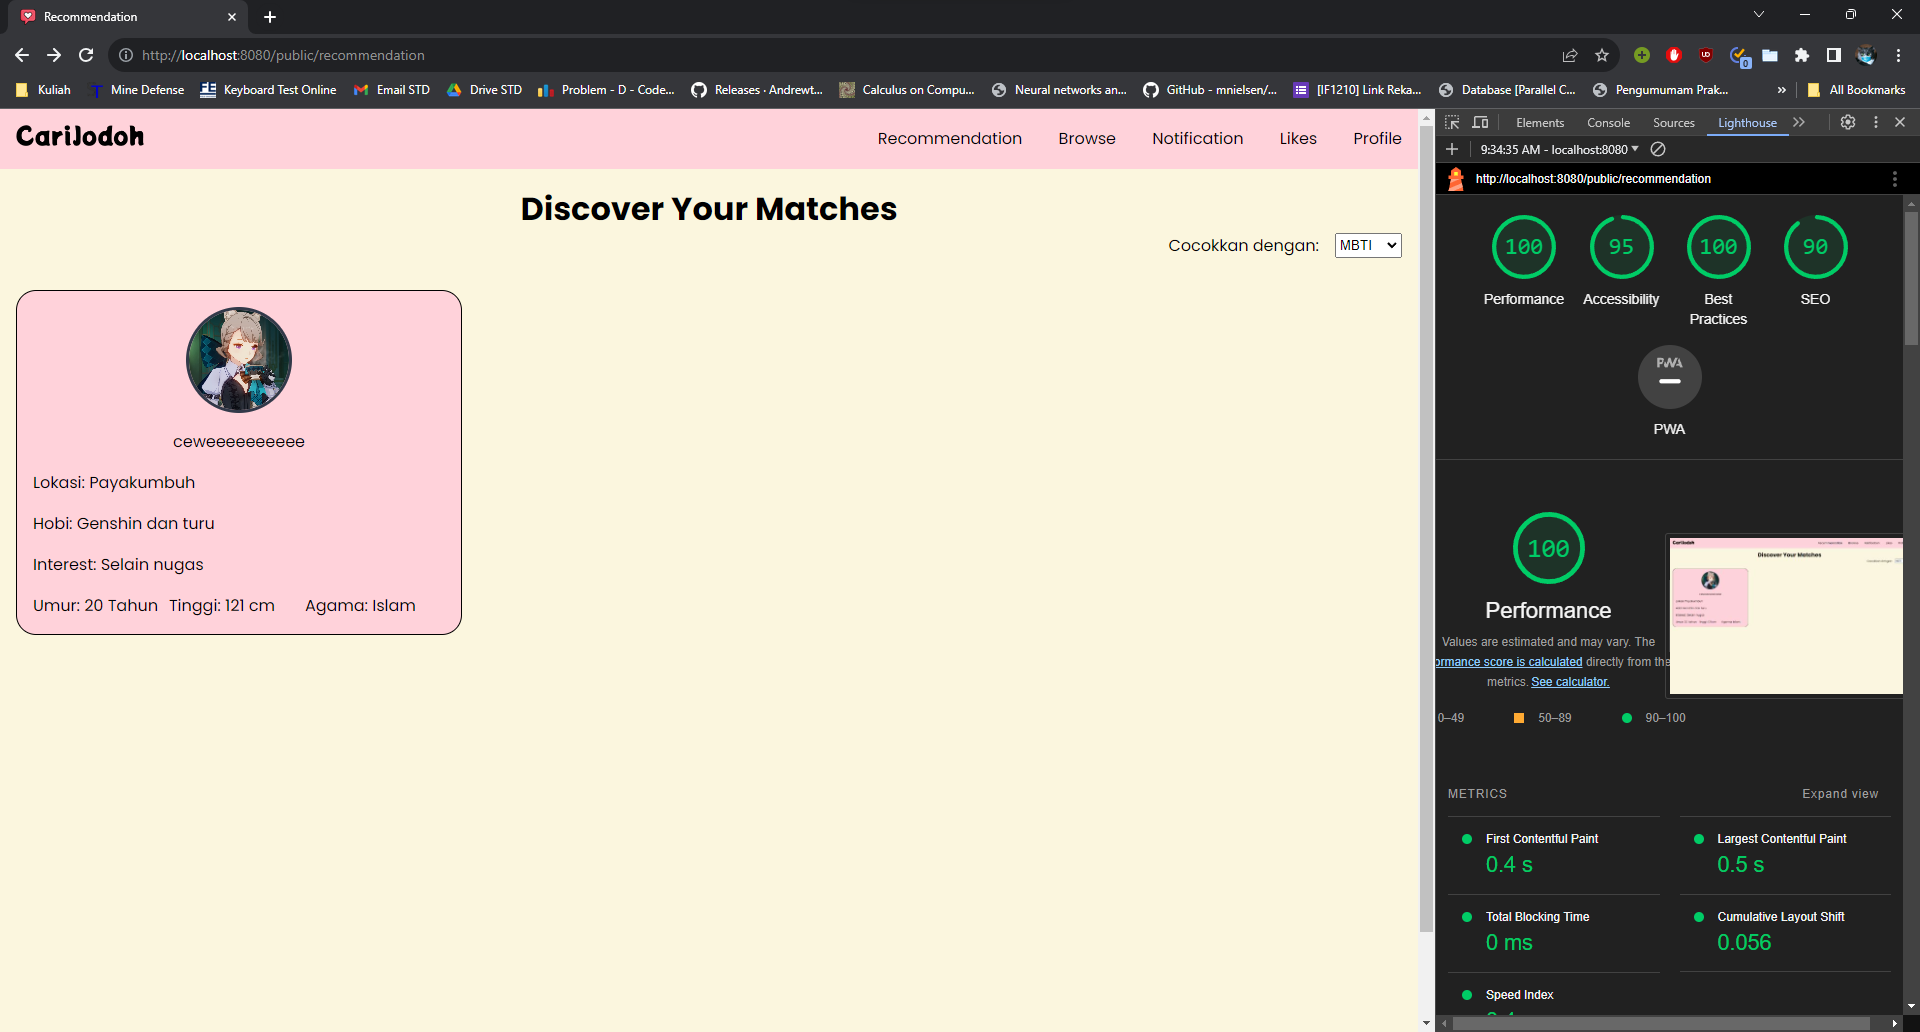 Recommendation
http://localhost:8080/public/recommendation
0
Kuliah
Mine Defense
Keyboard Test Online
Email STD
Drive STD
Problem - D - Code...
Releases · Andrewt...
Calculus on Compu...
Neural networks an...
GitHub - mnielsen/...
[IF1210] Link Reka...
Database [Parallel C...
Pengumumam Prak...
» All Bookmarks
CariJodoh
Recommendation Browse Notification Likes Profile
Discover Your Matches
Cocokkan dengan: MBTI
ceweeeeeeeeee
Lokasi: Payakumbuh
Hobi: Genshin dan turu
Interest: Selain nugas
Umur: 20 Tahun Tinggi: 121 cm Agama: Islam
Elements Console Sources Lighthouse
9:34:35 AM - localhost:8080
http://localhost:8080/public/recommendation
100 95 100 90
Performance Accessibility Best Practices SEO
PWA
PWA
100
Performance
Values are estimated and may vary. The
ormance score is calculated directly from the
metrics. See calculator.
0–49 50–89 90–100
METRICS Expand view
First Contentful Paint
0.4 s
Largest Contentful Paint
0.5 s
Total Blocking Time
0 ms
Cumulative Layout Shift
0.056
Speed Index